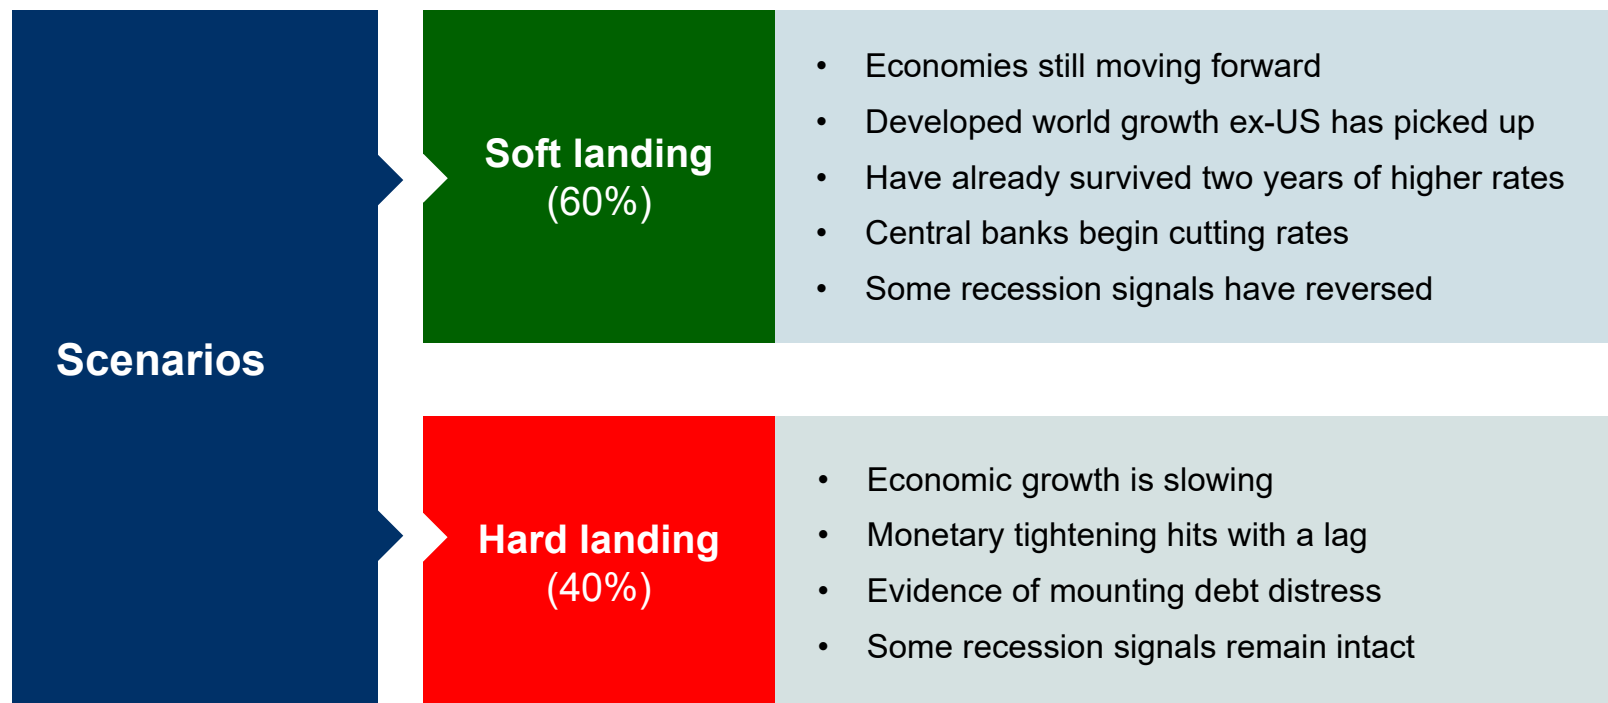 Scenarios
Soft landing
(60%)
• Economies still moving forward
• Developed world growth ex-US has picked up
• Have already survived two years of higher rates
• Central banks begin cutting rates
• Some recession signals have reversed
Hard landing
(40%)
• Economic growth is slowing
• Monetary tightening hits with a lag
• Evidence of mounting debt distress
• Some recession signals remain intact